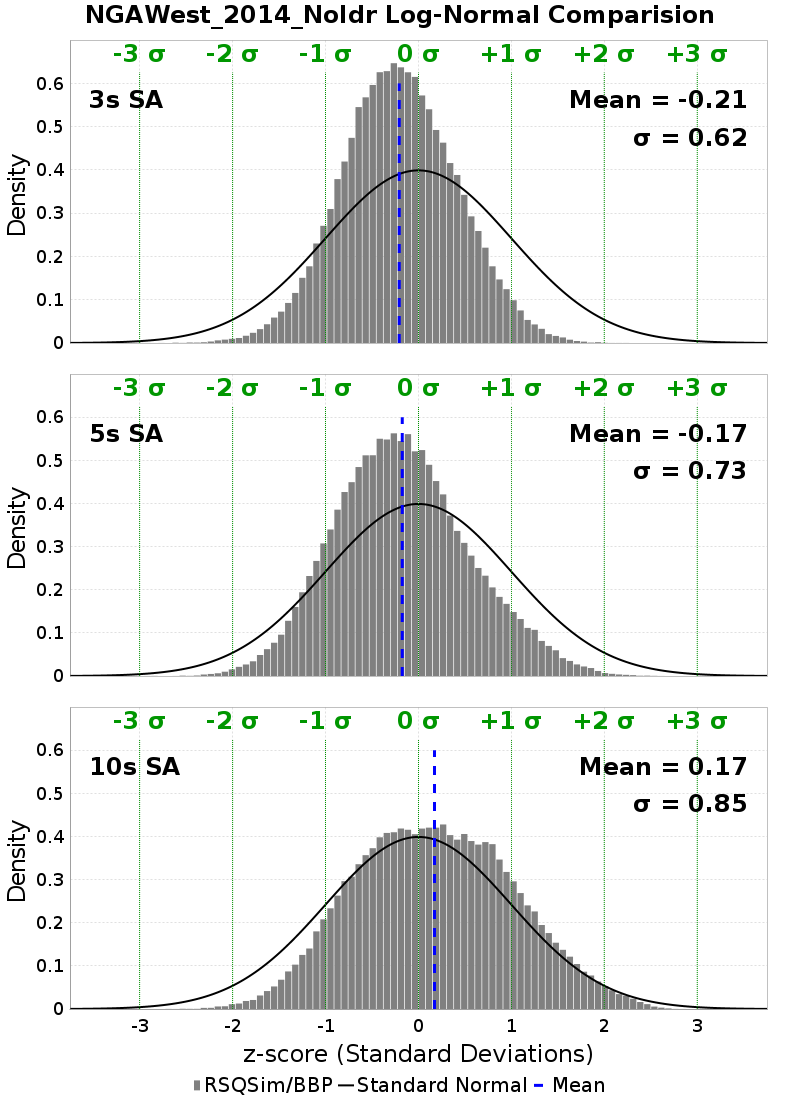 NGAWest_2014_NoIdr Log-Normal Comparision
-3 σ -2 σ -1 σ 0 σ +1 σ +2 σ +3 σ
3s SA
Mean = -0.21
σ = 0.62
0.6
0.5
0.4
0.3
0.2
0.1
0
Density
-3 σ -2 σ -1 σ 0 σ +1 σ +2 σ +3 σ
5s SA
Mean = -0.17
σ = 0.73
0.6
0.5
0.4
0.3
0.2
0.1
0
Density
-3 σ -2 σ -1 σ 0 σ +1 σ +2 σ +3 σ
10s SA
Mean = 0.17
σ = 0.85
0.6
0.5
0.4
0.3
0.2
0.1
0
Density
-3 -2 -1 0 1 2 3
z-score (Standard Deviations)
RSQSim/BBP Standard Normal Mean